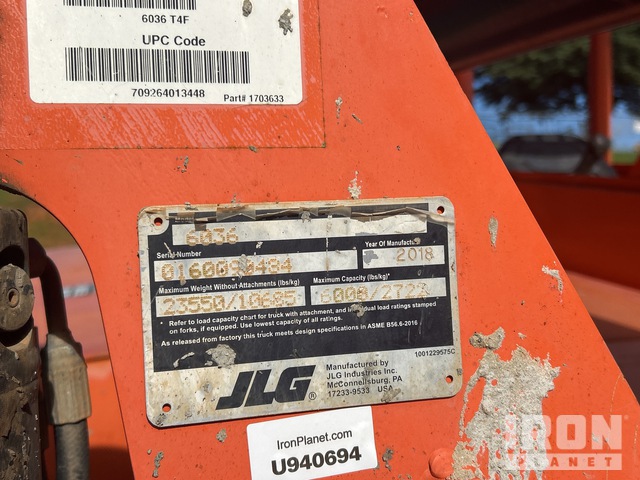 6036 T4F
UPC Code
709264013448
Part# 1703633
6036
Serial Number
Year Of Manufacture
2018
Maximum Weight Without Attachments (lbs/kg)
Maximum Capacity (lbs/kg)*
23550/10685
6000/272
* Refer to load capacity chart for truck with attachment, and individual load ratings stamped
on forks, if equipped. Use lowest capacity of all ratings.
As released from factory this truck meets design specifications in ASME B56.6-2016
JLG®
Manufactured by
JLG Industries Inc.
McConnellsburg, PA
17233-9533 USA
1001229575C
IronPlanet.com
U940694
IRON
PLANET